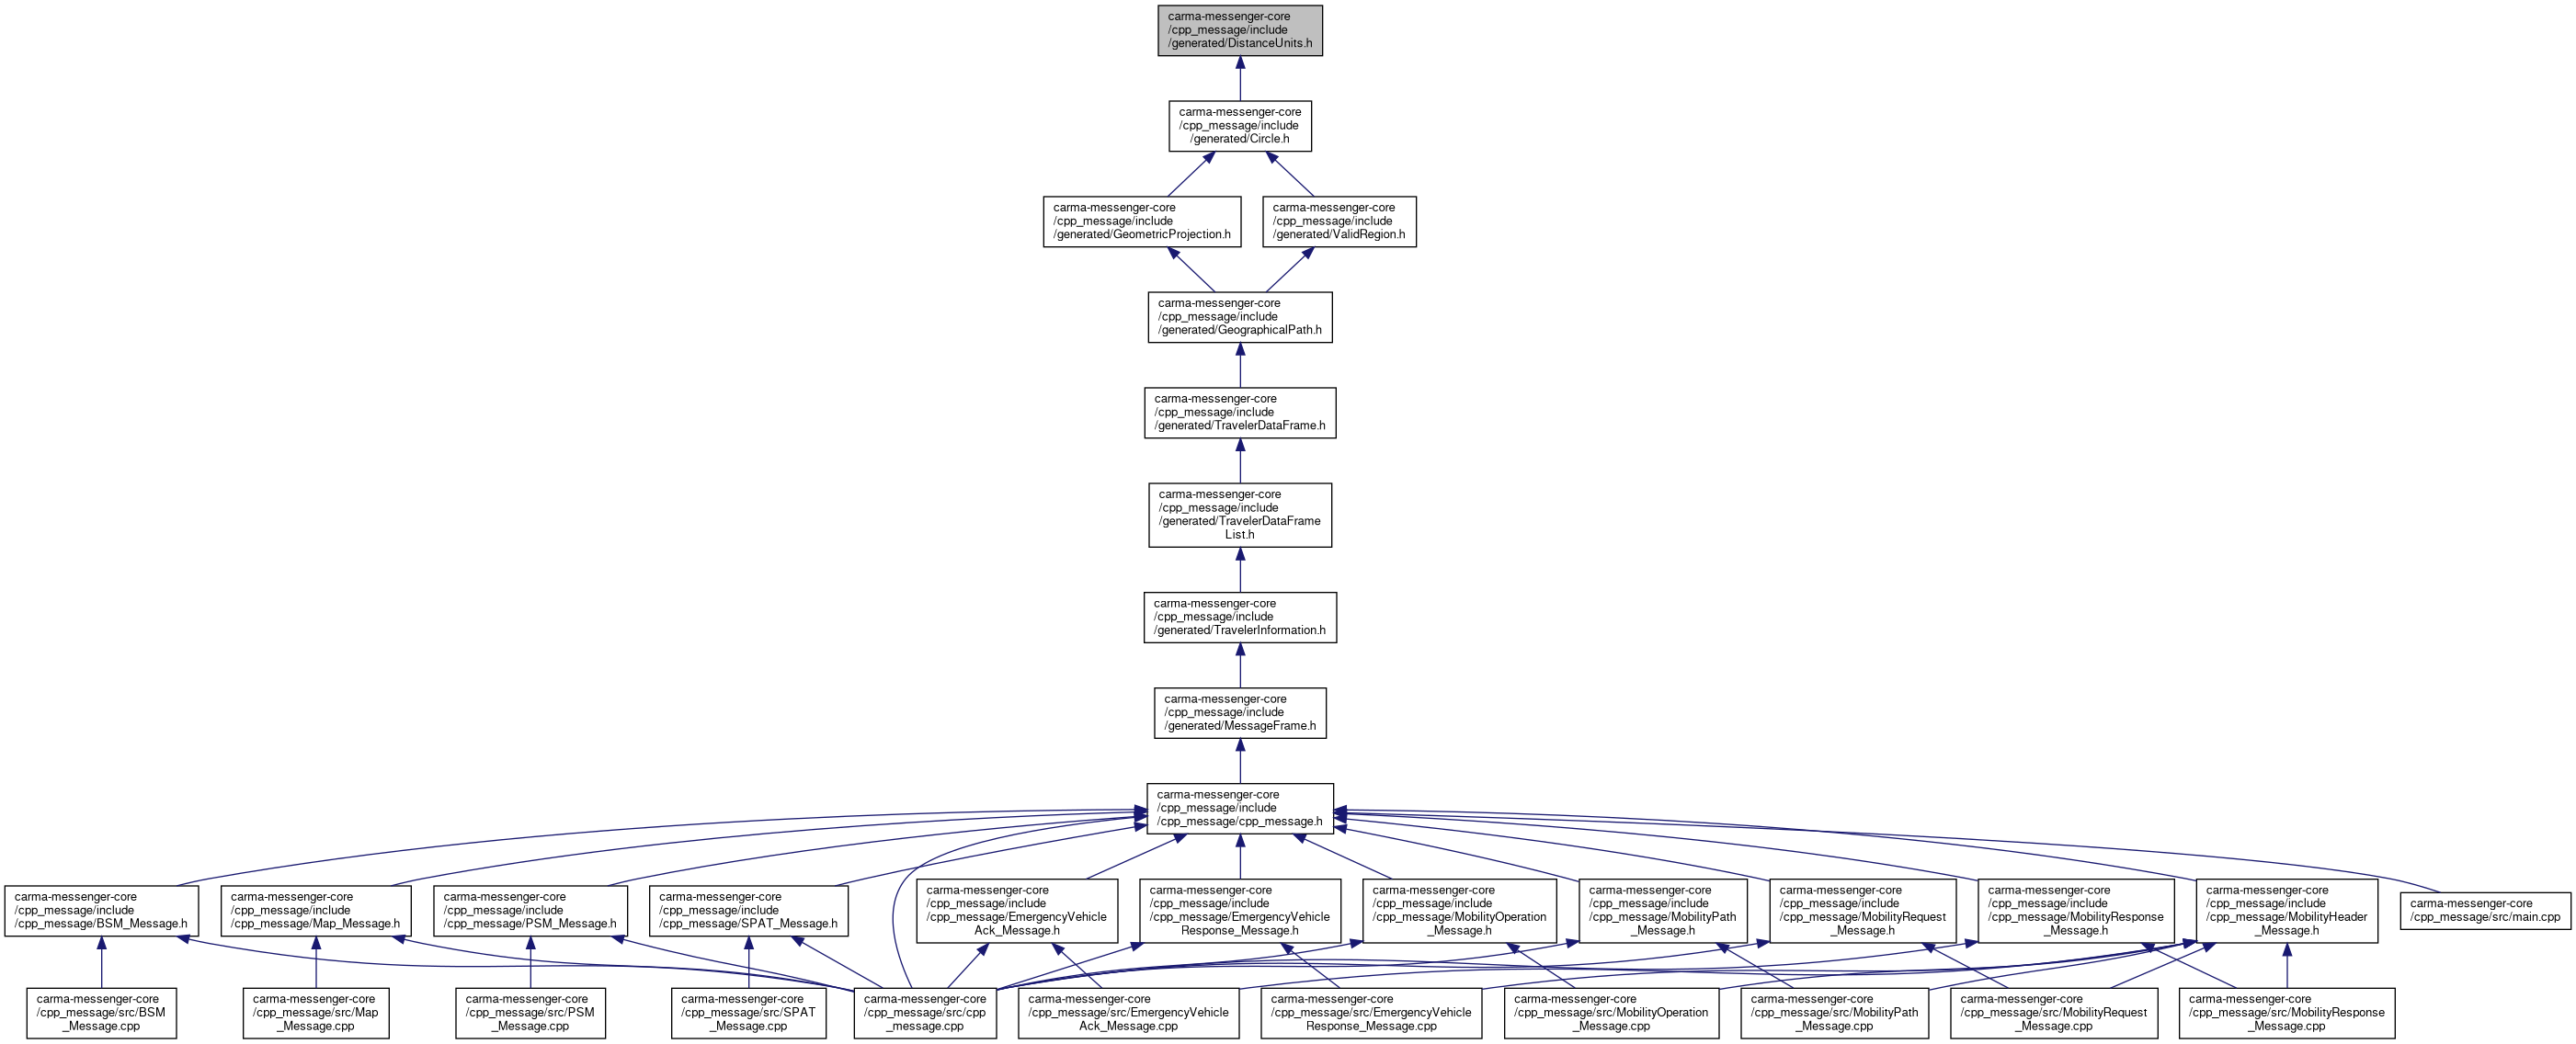 carma-messenger-core
/cpp_message/include
/generated/DistanceUnits.h
carma-messenger-core
/cpp_message/include
/generated/Circle.h
carma-messenger-core
/cpp_message/include
/generated/GeometricProjection.h
carma-messenger-core
/cpp_message/include
/generated/ValidRegion.h
carma-messenger-core
/cpp_message/include
/generated/GeographicalPath.h
carma-messenger-core
/cpp_message/include
/generated/TravelerDataFrame.h
carma-messenger-core
/cpp_message/include
/generated/TravelerDataFrame
List.h
carma-messenger-core
/cpp_message/include
/generated/TravelerInformation.h
carma-messenger-core
/cpp_message/include
/generated/MessageFrame.h
carma-messenger-core
/cpp_message/include
/cpp_message/cpp_message.h
carma-messenger-core
/cpp_message/include
/cpp_message/BSM_Message.h
carma-messenger-core
/cpp_message/include
/cpp_message/Map_Message.h
carma-messenger-core
/cpp_message/include
/cpp_message/PSM_Message.h
carma-messenger-core
/cpp_message/include
/cpp_message/SPAT_Message.h
carma-messenger-core
/cpp_message/include
/cpp_message/EmergencyVehicle
Ack_Message.h
carma-messenger-core
/cpp_message/include
/cpp_message/EmergencyVehicle
Response_Message.h
carma-messenger-core
/cpp_message/include
/cpp_message/MobilityOperation
_Message.h
carma-messenger-core
/cpp_message/include
/cpp_message/MobilityPath
_Message.h
carma-messenger-core
/cpp_message/include
/cpp_message/MobilityRequest
_Message.h
carma-messenger-core
/cpp_message/include
/cpp_message/MobilityResponse
_Message.h
carma-messenger-core
/cpp_message/include
/cpp_message/MobilityHeader
_Message.h
carma-messenger-core
/cpp_message/src/main.cpp
carma-messenger-core
/cpp_message/src/BSM
_Message.cpp
carma-messenger-core
/cpp_message/src/Map
_Message.cpp
carma-messenger-core
/cpp_message/src/PSM
_Message.cpp
carma-messenger-core
/cpp_message/src/SPAT
_Message.cpp
carma-messenger-core
/cpp_message/src/cpp
_message.cpp
carma-messenger-core
/cpp_message/src/EmergencyVehicle
Ack_Message.cpp
carma-messenger-core
/cpp_message/src/EmergencyVehicle
Response_Message.cpp
carma-messenger-core
/cpp_message/src/MobilityOperation
_Message.cpp
carma-messenger-core
/cpp_message/src/MobilityPath
_Message.cpp
carma-messenger-core
/cpp_message/src/MobilityRequest
_Message.cpp
carma-messenger-core
/cpp_message/src/MobilityResponse
_Message.cpp